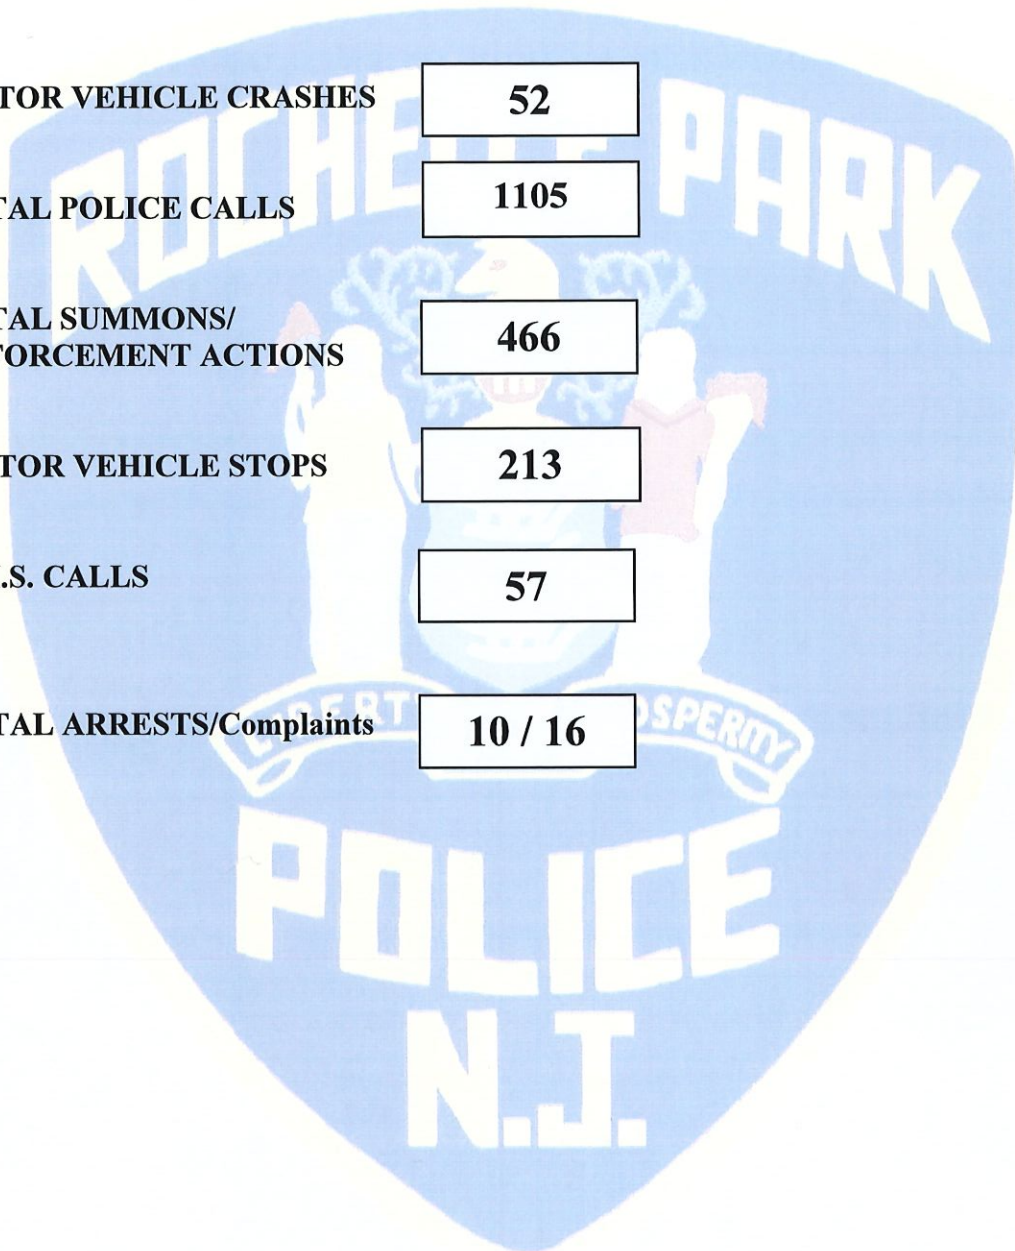 ROCHELLE PARK
TOR VEHICLE CRASHES 52
TAL POLICE CALLS 1105
TAL SUMMONS/
FORCEMENT ACTIONS 466
TOR VEHICLE STOPS 213
.S. CALLS 57
TAL ARRESTS/Complaints 10 / 16
POLICE
N.J.